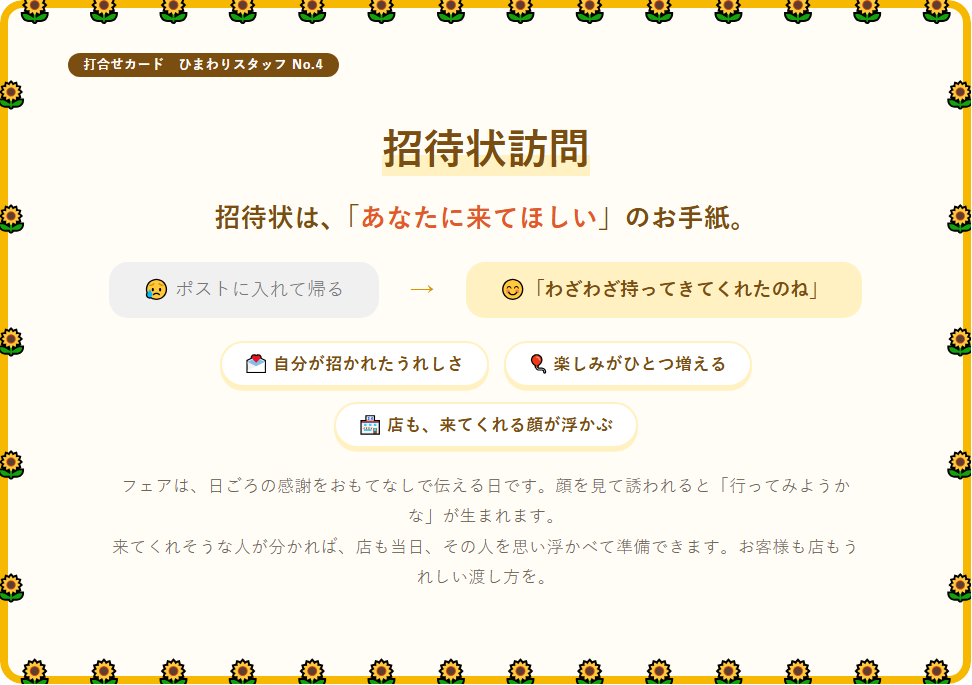 打合せカード　ひまわりスタッフ No.4
招待状訪問
招待状は、「あなたに来てほしい」のお手紙。
ポストに入れて帰る → 「わざわざ持ってきてくれたのね」
自分が招かれたうれしさ 楽しみがひとつ増える
店も、来てくれる顔が浮かぶ
フェアは、日ごろの感謝をおもてなしで伝える日です。顔を見て誘われると「行ってみようか
な」が生まれます。
来てくれそうな人が分かれば、店も当日、その人を思い浮かべて準備できます。お客様も店もう
れしい渡し方を。